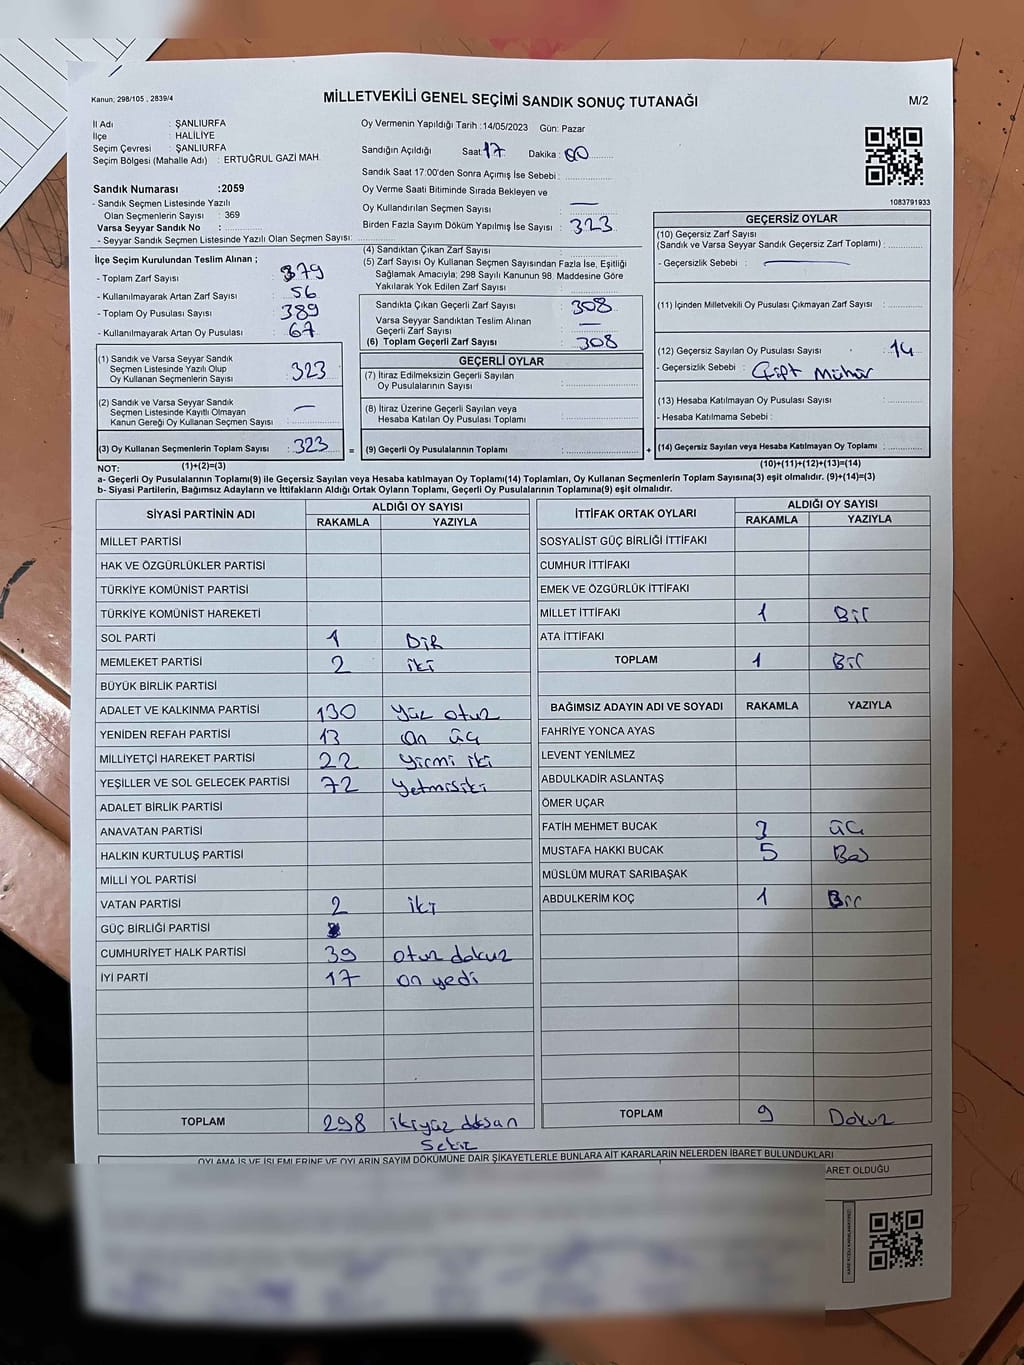 Kanun; 298/105 , 2839/4
MİLLETVEKİLİ GENEL SEÇİMİ SANDIK SONUÇ TUTANAĞI
M/2
İl Adı : ŞANLIURFA
İlçe : HALİLİYE
Seçim Çevresi : ŞANLIURFA
Seçim Bölgesi (Mahalle Adı) : ERTUĞRUL GAZİ MAH.
Sandık Numarası :2059
- Sandık Seçmen Listesinde Yazılı
Olan Seçmenlerin Sayısı : 369
Varsa Seyyar Sandık No :
- Seyyar Sandık Seçmen Listesinde Yazılı Olan Seçmen Sayısı:
Oy Vermenin Yapıldığı Tarih :14/05/2023 Gün: Pazar
Sandığın Açıldığı Saat: 17 Dakika : 00
Sandık Saat 17:00'den Sonra Açımış İse Sebebi :
Oy Verme Saati Bitiminde Sırada Bekleyen ve
Oy Kullandırılan Seçmen Sayısı —
Birden Fazla Sayım Döküm Yapılmış İse Sayısı : 323
1083791933
İlçe Seçim Kurulundan Teslim Alınan ;
- Toplam Zarf Sayısı : 379
- Kullanılmayarak Artan Zarf Sayısı : 56
- Toplam Oy Pusulası Sayısı : 389
- Kullanılmayarak Artan Oy Pusulası : 67
(1) Sandık ve Varsa Seyyar Sandık
Seçmen Listesinde Yazılı Olup
Oy Kullanan Seçmenlerin Sayısı : 323
(2) Sandık ve Varsa Seyyar Sandık
Seçmen Listesinde Kayıtlı Olmayan
Kanun Gereği Oy Kullanan Seçmen Sayısı : —
(3) Oy Kullanan Seçmenlerin Toplam Sayısı : 323
(4) Sandıktan Çıkan Zarf Sayısı :
(5) Zarf Sayısı Oy Kullanan Seçmen Sayısından Fazla İse, Eşitliği
Sağlamak Amacıyla; 298 Sayılı Kanunun 98. Maddesine Göre
Yakılarak Yok Edilen Zarf Sayısı :
Sandıkta Çıkan Geçerli Zarf Sayısı : 308
Varsa Seyyar Sandıktan Teslim Alınan
Geçerli Zarf Sayısı : —
(6) Toplam Geçerli Zarf Sayısı : 308
GEÇERLİ OYLAR
(7) İtiraz Edilmeksizin Geçerli Sayılan
Oy Pusulalarının Sayısı :
(8) İtiraz Üzerine Geçerli Sayılan veya
Hesaba Katılan Oy Pusulası Toplamı :
= (9) Geçerli Oy Pusulalarının Toplamı :
GEÇERSİZ OYLAR
(10) Geçersiz Zarf Sayısı
(Sandık ve Varsa Seyyar Sandık Geçersiz Zarf Toplamı) :
- Geçersizlik Sebebi : —
(11) İçinden Milletvekili Oy Pusulası Çıkmayan Zarf Sayısı :
(12) Geçersiz Sayılan Oy Pusulası Sayısı : 14
- Geçersizlik Sebebi : Çift Mühür
(13) Hesaba Katılmayan Oy Pusulası Sayısı :
- Hesaba Katılmama Sebebi :
+ (14) Geçersiz Sayılan veya Hesaba Katılmayan Oy Toplamı :
NOT: (1)+(2)=(3)
(10)+(11)+(12)+(13)=(14)
a- Geçerli Oy Pusulalarının Toplamı(9) ile Geçersiz Sayılan veya Hesaba katılmayan Oy Toplamı(14) Toplamları, Oy Kullanan Seçmenlerin Toplam Sayısına(3) eşit olmalıdır. (9)+(14)=(3)
b- Siyasi Partilerin, Bağımsız Adayların ve İttifakların Aldığı Ortak Oyların Toplamı, Geçerli Oy Pusulalarının Toplamına(9) eşit olmalıdır.
SİYASİ PARTİNİN ADI ALDIĞI OY SAYISI
RAKAMLA YAZIYLA
MİLLET PARTİSİ
HAK VE ÖZGÜRLÜKLER PARTİSİ
TÜRKİYE KOMÜNİST PARTİSİ
TÜRKİYE KOMÜNİST HAREKETİ
SOL PARTİ 1 BİR
MEMLEKET PARTİSİ 2 iki
BÜYÜK BİRLİK PARTİSİ
ADALET VE KALKINMA PARTİSİ 130 Yüz otuz
YENİDEN REFAH PARTİSİ 13 on üç
MİLLİYETÇİ HAREKET PARTİSİ 22 Yirmi iki
YEŞİLLER VE SOL GELECEK PARTİSİ 72 Yetmişiki
ADALET BİRLİK PARTİSİ
ANAVATAN PARTİSİ
HALKIN KURTULUŞ PARTİSİ
MİLLİ YOL PARTİSİ
VATAN PARTİSİ 2 iki
GÜÇ BİRLİĞİ PARTİSİ
CUMHURİYET HALK PARTİSİ 39 otuz dokuz
İYİ PARTİ 17 on yedi
TOPLAM 298 ikiyüz doksan
Sekiz
İTTİFAK ORTAK OYLARI ALDIĞI OY SAYISI
RAKAMLA YAZIYLA
SOSYALİST GÜÇ BİRLİĞİ İTTİFAKI
CUMHUR İTTİFAKI
EMEK VE ÖZGÜRLÜK İTTİFAKI
MİLLET İTTİFAKI 1 Bir
ATA İTTİFAKI
TOPLAM 1 Bir
BAĞIMSIZ ADAYIN ADI VE SOYADI RAKAMLA YAZIYLA
FAHRİYE YONCA AYAS
LEVENT YENİLMEZ
ABDULKADİR ASLANTAŞ
ÖMER UÇAR
FATİH MEHMET BUCAK 3 üç
MUSTAFA HAKKI BUCAK 5 Beş
MÜSLÜM MURAT SARIBAŞAK
ABDULKERİM KOÇ 1 Bir
TOPLAM 9 Dokuz
OYLAMA İŞ VE İŞLEMLERİNE VE OYLARIN SAYIM DÖKÜMÜNE DAİR ŞİKAYETLERLE BUNLARA AİT KARARLARIN NELERDEN İBARET BULUNDUKLARI
ARET OLDUĞU